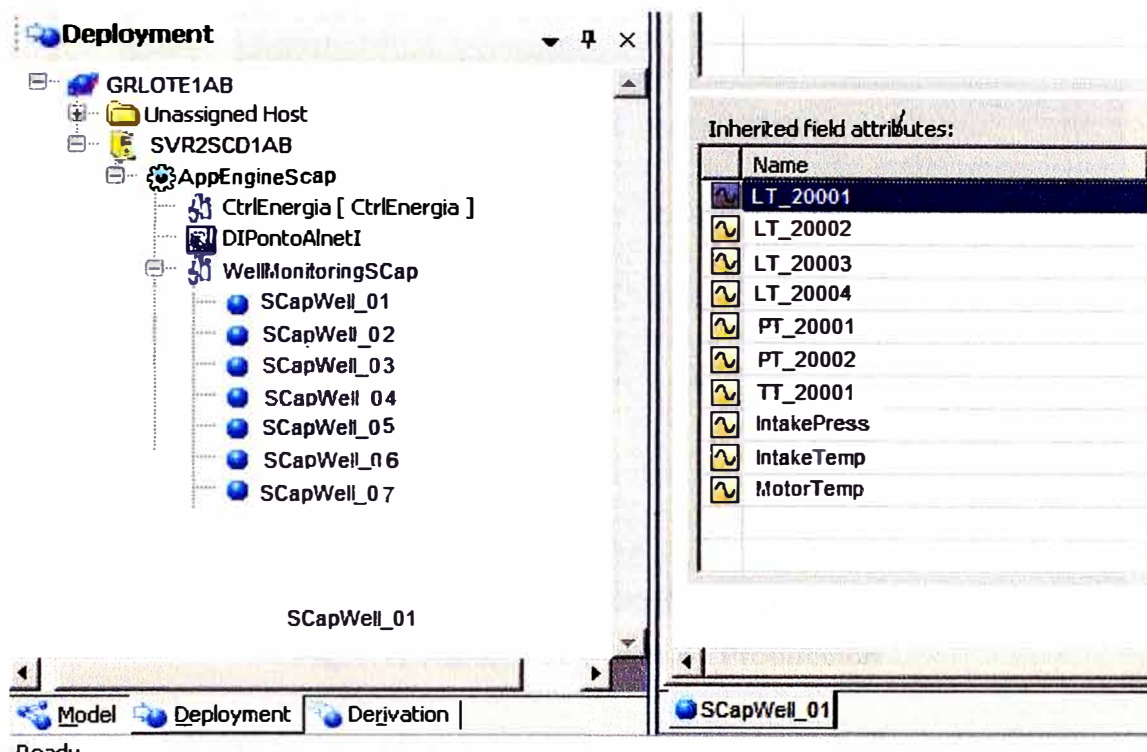 Deployment
GRLOTE1AB
Unassigned Host
SVR2SCD1AB
AppEngineScap
CtrlEnergia [ CtrlEnergia ]
DIPontoAlnetI
WellMonitoringSCap
SCapWell_01
SCapWell_02
SCapWell_03
SCapWell_04
SCapWell_05
SCapWell_06
SCapWell_07
SCapWell_01
Model Deployment Derivation
Ready
Inherited field attributes:
Name
LT_20001
LT_20002
LT_20003
LT_20004
PT_20001
PT_20002
TT_20001
IntakePress
IntakeTemp
MotorTemp
SCapWell_01